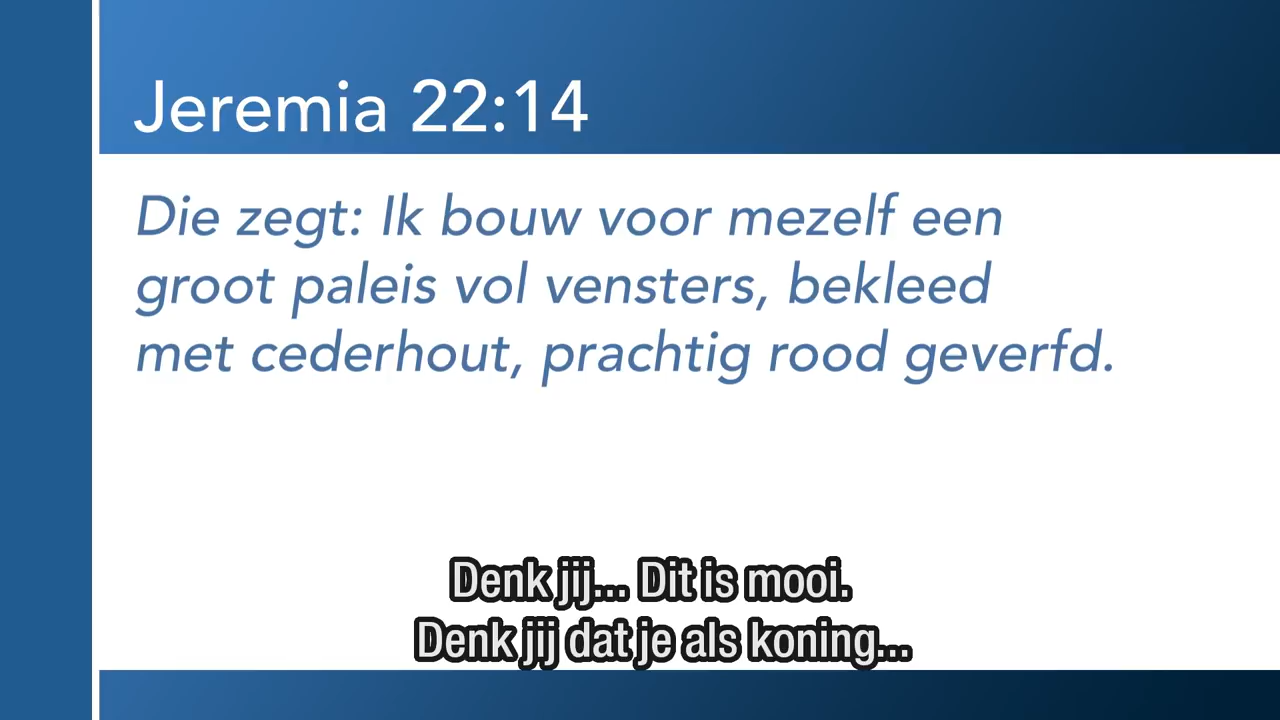 Jeremia 22:14
Die zegt: Ik bouw voor mezelf een
groot paleis vol vensters, bekleed
met cederhout, prachtig rood geverfd.
Denk jij... Dit is mooi.
Denk jij dat je als koning...